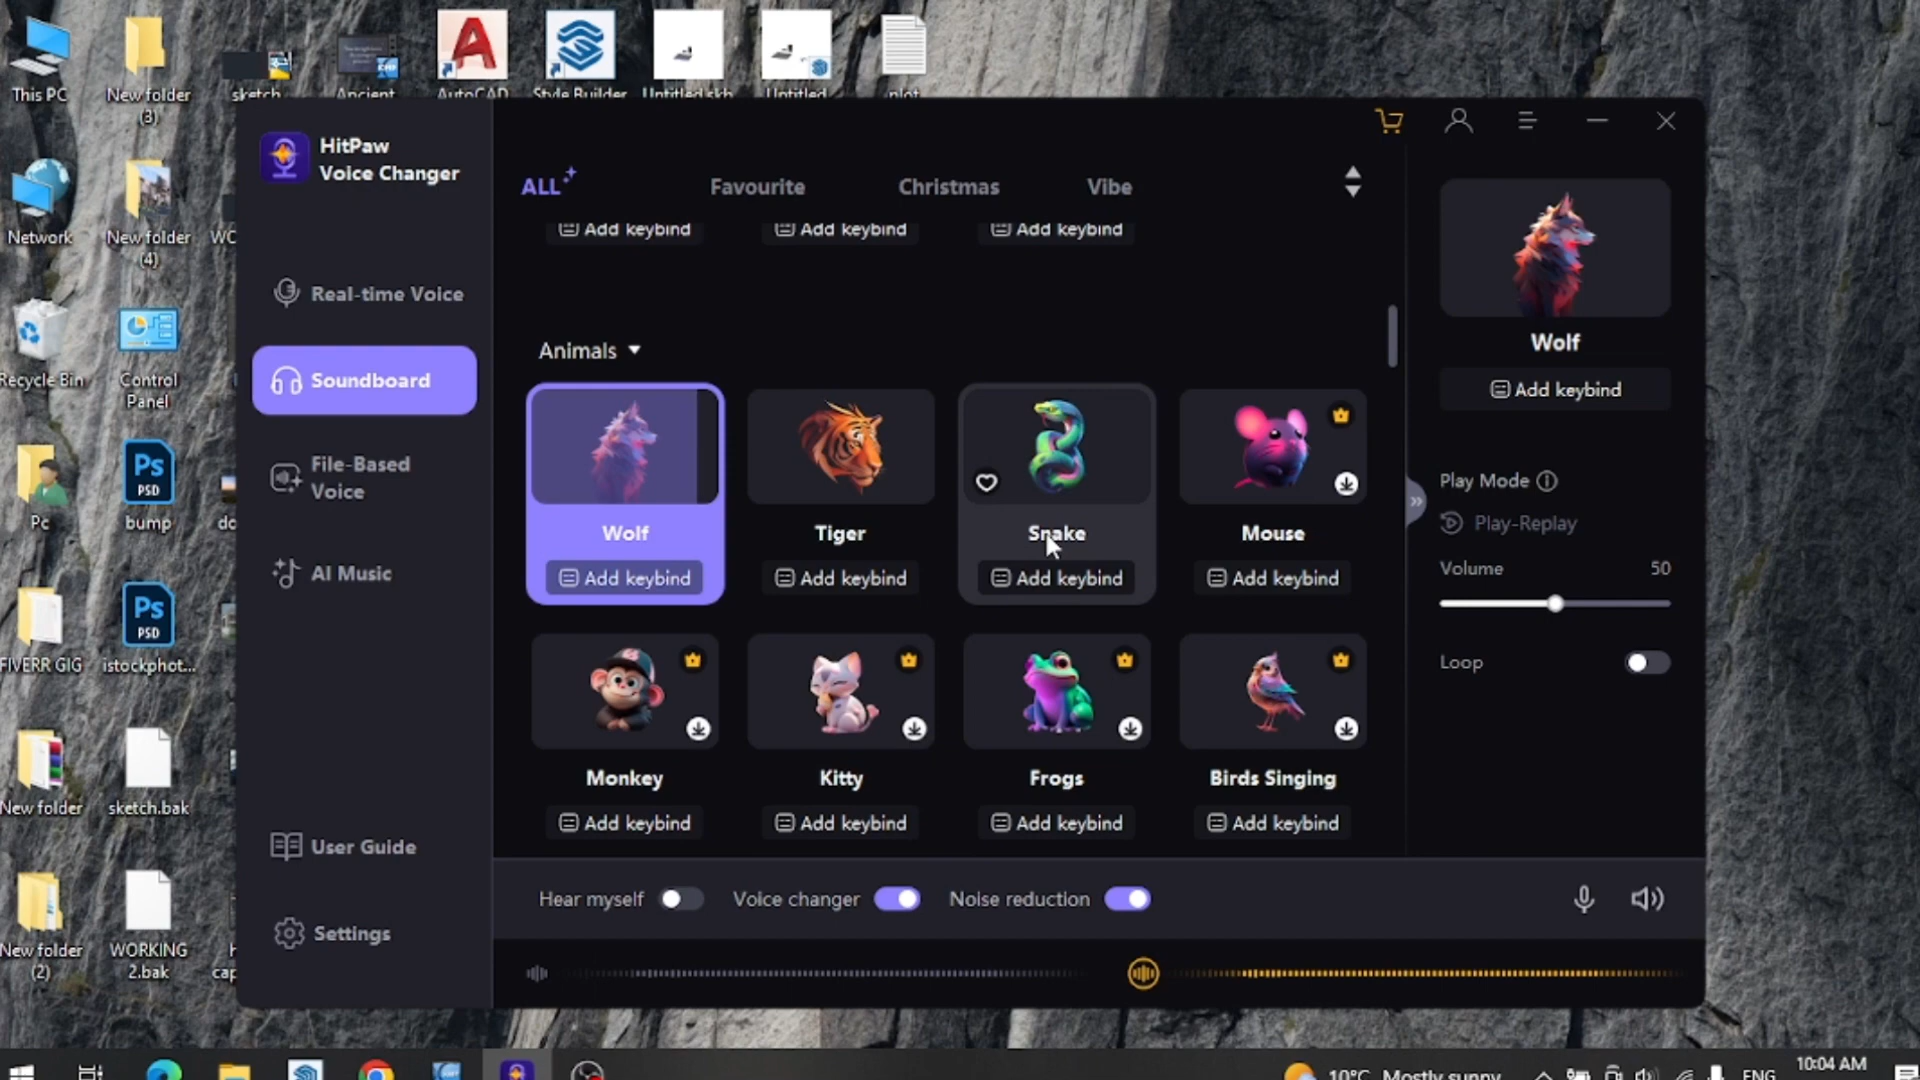 This PC
New folder
(3)
sketch
Ancient
AutoCAD
Style Builder
Untitled.skb
Untitled
plot
Network
New folder
(4)
Recycle Bin
Control
Panel
Pc
Ps
PSD
bump
FIVERR GIG
Ps
PSD
istockphot...
New folder
sketch.bak
New folder
(2)
WORKING
2.bak
HitPaw
Voice Changer
Real-time Voice
Soundboard
File-Based
Voice
AI Music
User Guide
Settings
ALL
Favourite
Christmas
Vibe
Add keybind
Add keybind
Add keybind
Animals
Wolf
Tiger
Snake
Mouse
Add keybind
Add keybind
Add keybind
Add keybind
Monkey
Kitty
Frogs
Birds Singing
Add keybind
Add keybind
Add keybind
Add keybind
Wolf
Add keybind
Play Mode
Play-Replay
Volume 50
Loop
Hear myself
Voice changer
Noise reduction
10°C Mostly sunny
ENG
10:04 AM